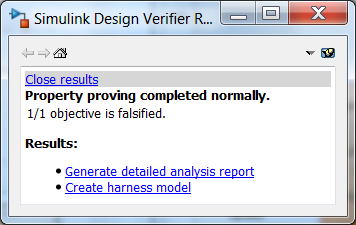 Simulink Design Verifier R...
Close results
Property proving completed normally.
1/1 objective is falsified.
Results:
Generate detailed analysis report
Create harness model